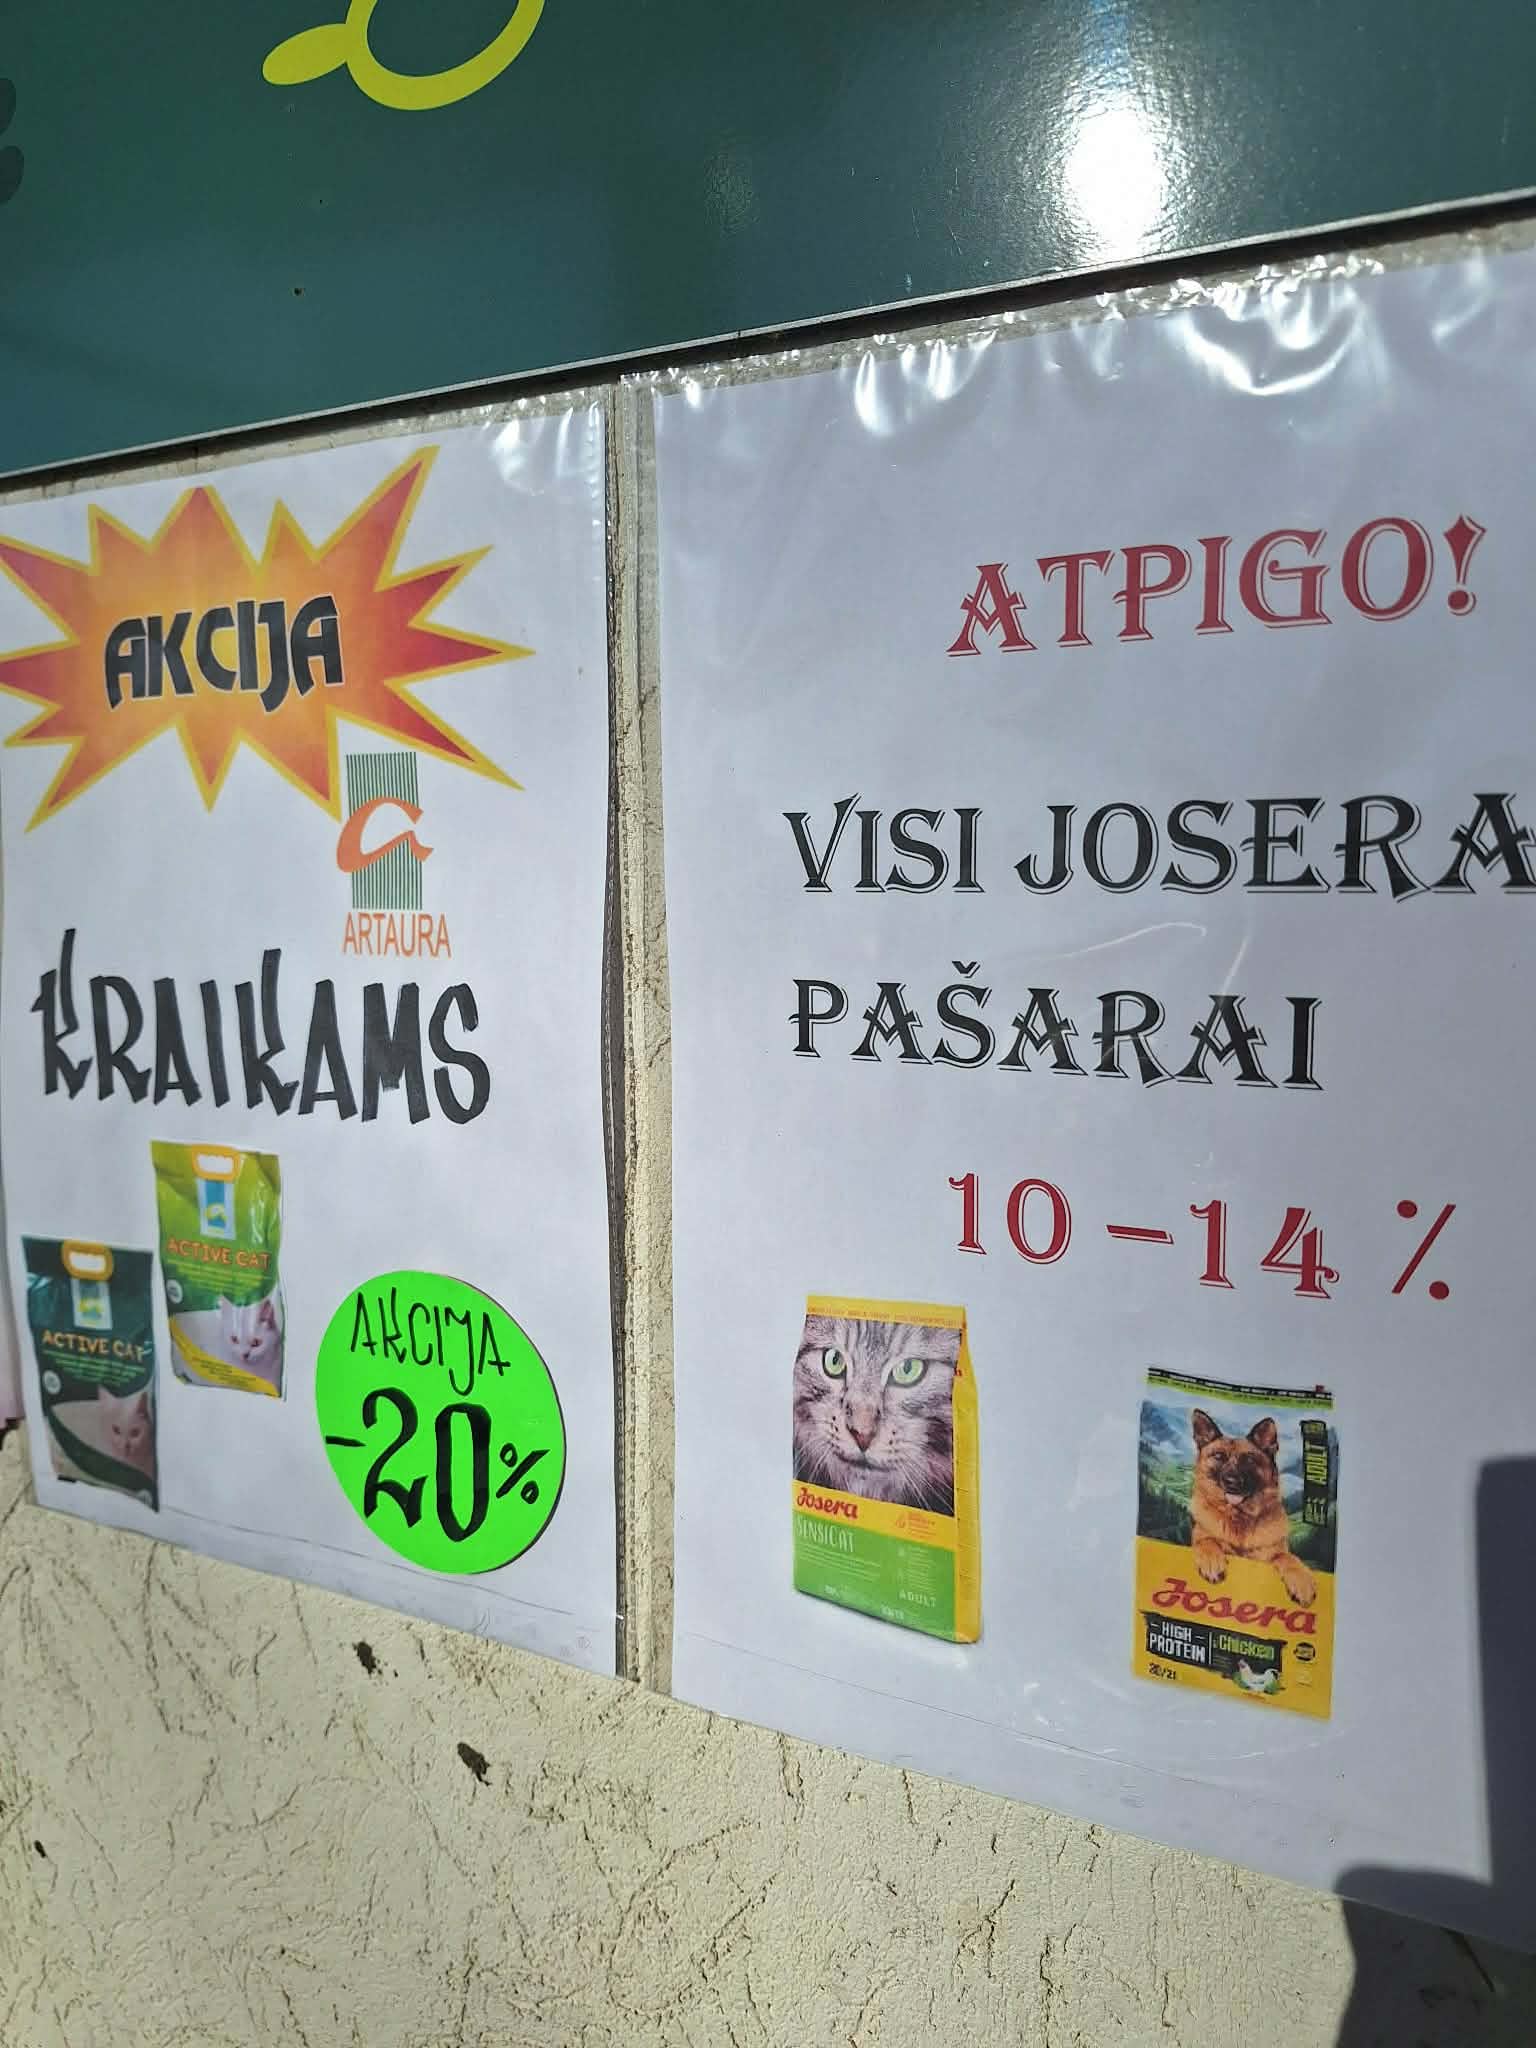 AKCIJA
ARTAURA
KRAIKAMS
ACTIVE CAT
ACTIVE CAT
AKCIJA
-20%
ATPIGO!
VISI JOSERA
PAŠARAI
10 -14 %
Josera
SENSICAT
ADULT
ADULT
Josera
HIGH
PROTEIN
Chicken